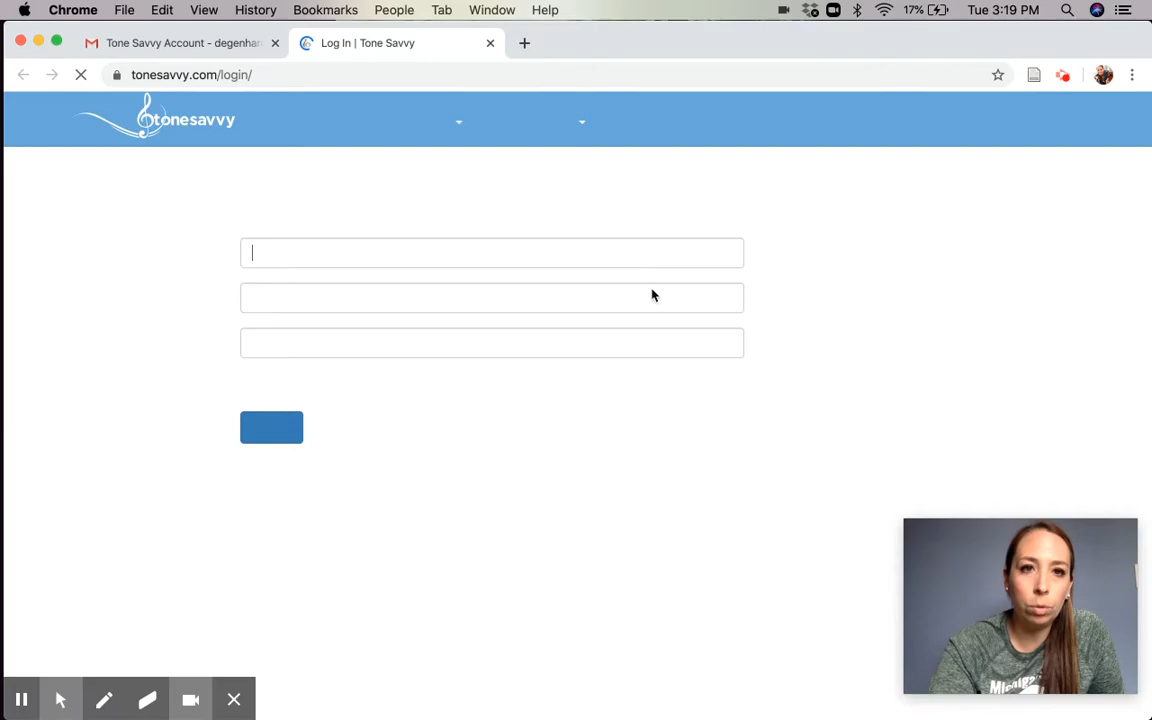 Chrome File Edit View History Bookmarks People Tab Window Help 17% Tue 3:19 PM
Tone Savvy Account - degenhar Log In | Tone Savvy
tonesavvy.com/login/
tonesavvy
Michiga